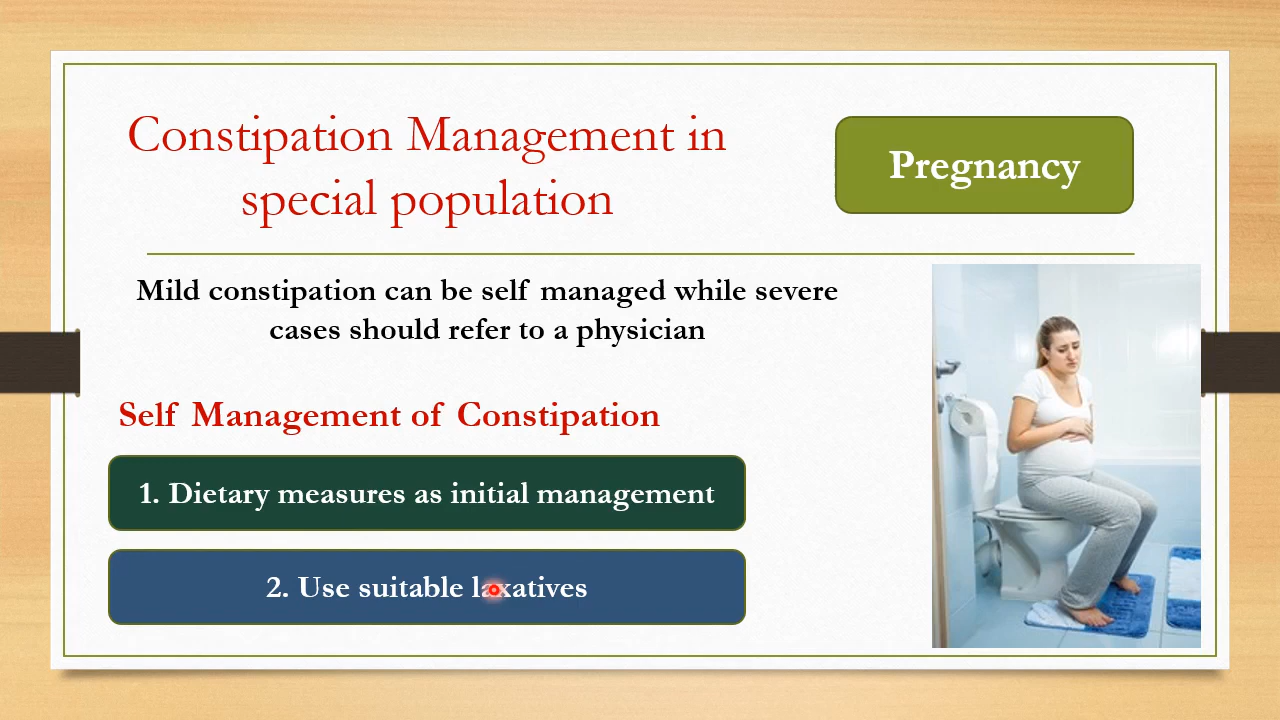 Constipation Management in
special population
Pregnancy
Mild constipation can be self managed while severe
cases should refer to a physician
Self Management of Constipation
1. Dietary measures as initial management
2. Use suitable laxatives